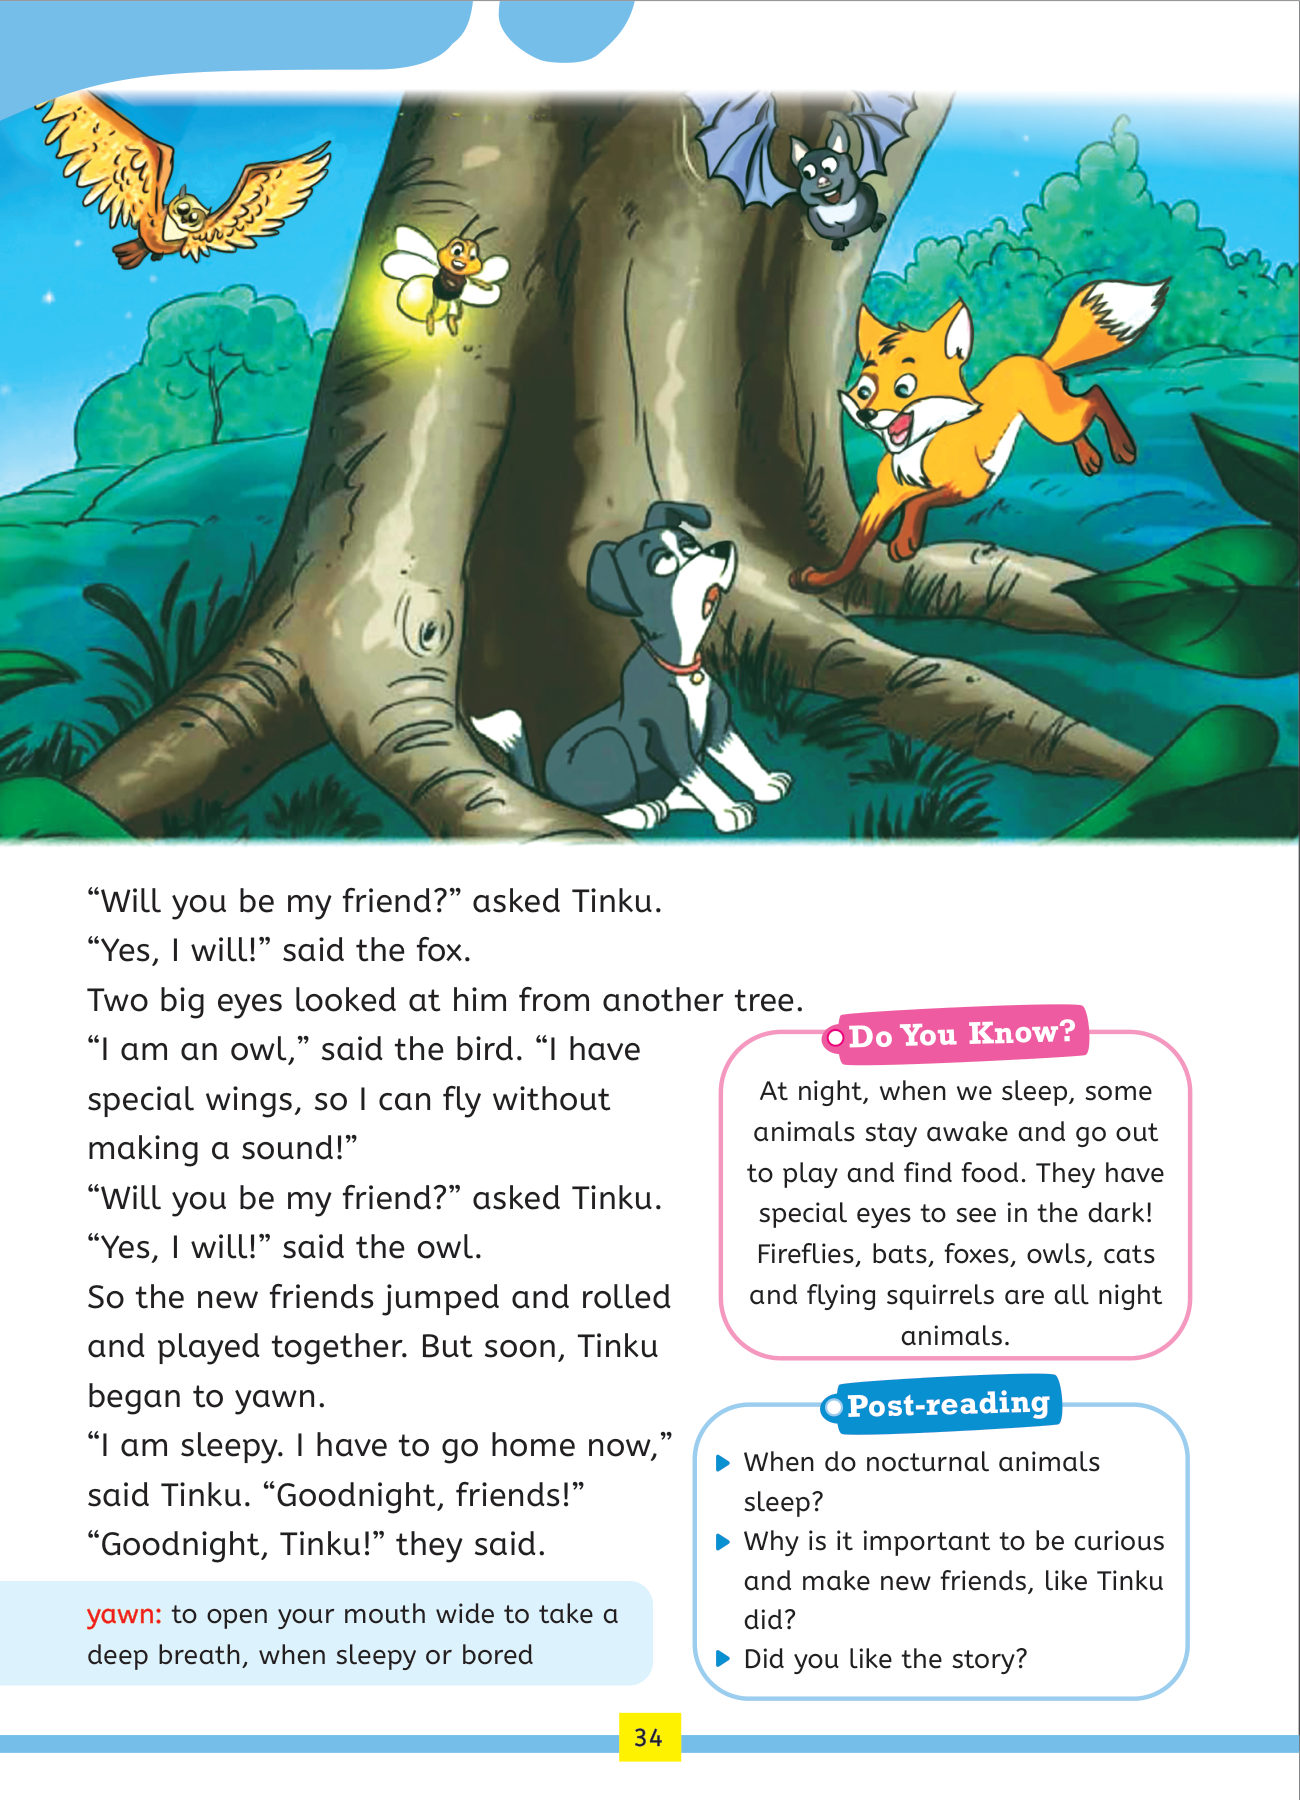 “Will you be my friend?” asked Tinku.
“Yes, I will!” said the fox.
Two big eyes looked at him from another tree.
“I am an owl,” said the bird. “I have
special wings, so I can fly without
making a sound!”
“Will you be my friend?” asked Tinku.
“Yes, I will!” said the owl.
So the new friends jumped and rolled
and played together. But soon, Tinku
began to yawn.
“I am sleepy. I have to go home now,”
said Tinku. “Goodnight, friends!”
“Goodnight, Tinku!” they said.
yawn: to open your mouth wide to take a
deep breath, when sleepy or bored
Do You Know?
At night, when we sleep, some
animals stay awake and go out
to play and find food. They have
special eyes to see in the dark!
Fireflies, bats, foxes, owls, cats
and flying squirrels are all night
animals.
Post-reading
When do nocturnal animals
sleep?
Why is it important to be curious
and make new friends, like Tinku
did?
Did you like the story?
34